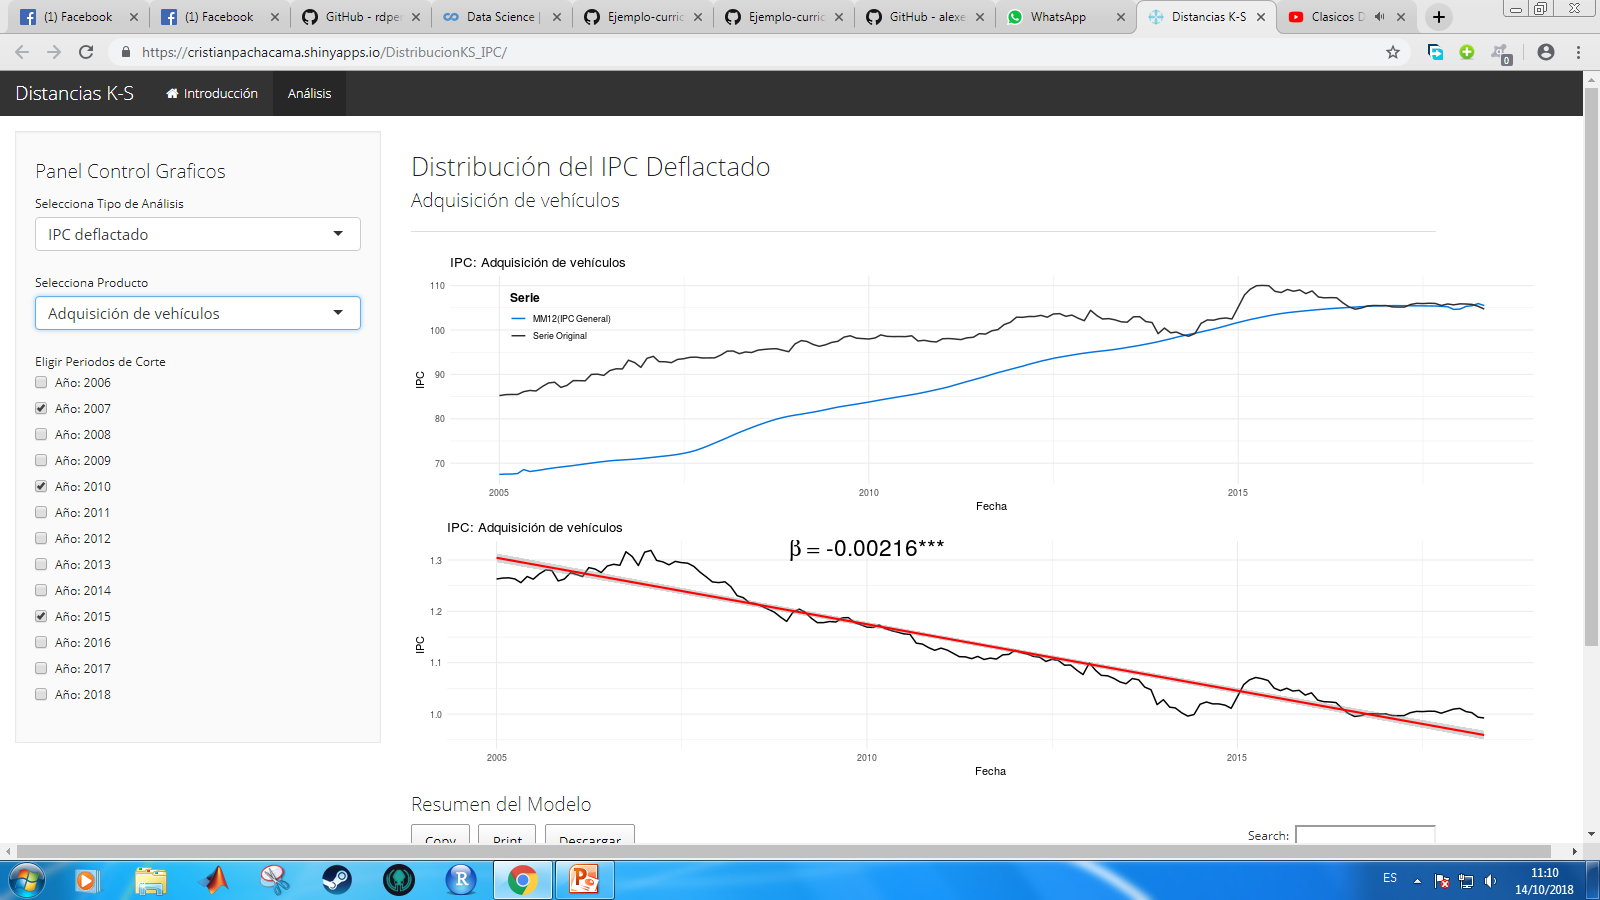 (1) Facebook
(1) Facebook
GitHub - rdpe
Data Science |
Ejemplo-curric
Ejemplo-curric
GitHub - alexe
WhatsApp
Distancias K-S
Clasicos D
https://cristianpachacama.shinyapps.io/DistribucionKS_IPC/
0
Distancias K-S
Introducción
Análisis
Panel Control Graficos
Selecciona Tipo de Análisis
IPC deflactado
Selecciona Producto
Adquisición de vehículos
Eligir Periodos de Corte
Año: 2006
Año: 2007
Año: 2008
Año: 2009
Año: 2010
Año: 2011
Año: 2012
Año: 2013
Año: 2014
Año: 2015
Año: 2016
Año: 2017
Año: 2018
Distribución del IPC Deflactado
Adquisición de vehículos
IPC: Adquisición de vehículos
Serie
MM12(IPC General)
Serie Original
IPC
110
100
90
80
70
2005
2010
2015
Fecha
IPC: Adquisición de vehículos
β = -0.00216***
IPC
1.3
1.2
1.1
1.0
2005
2010
2015
Fecha
Resumen del Modelo
Copy
Print
Descargar
Search:
ES
11:10
14/10/2018